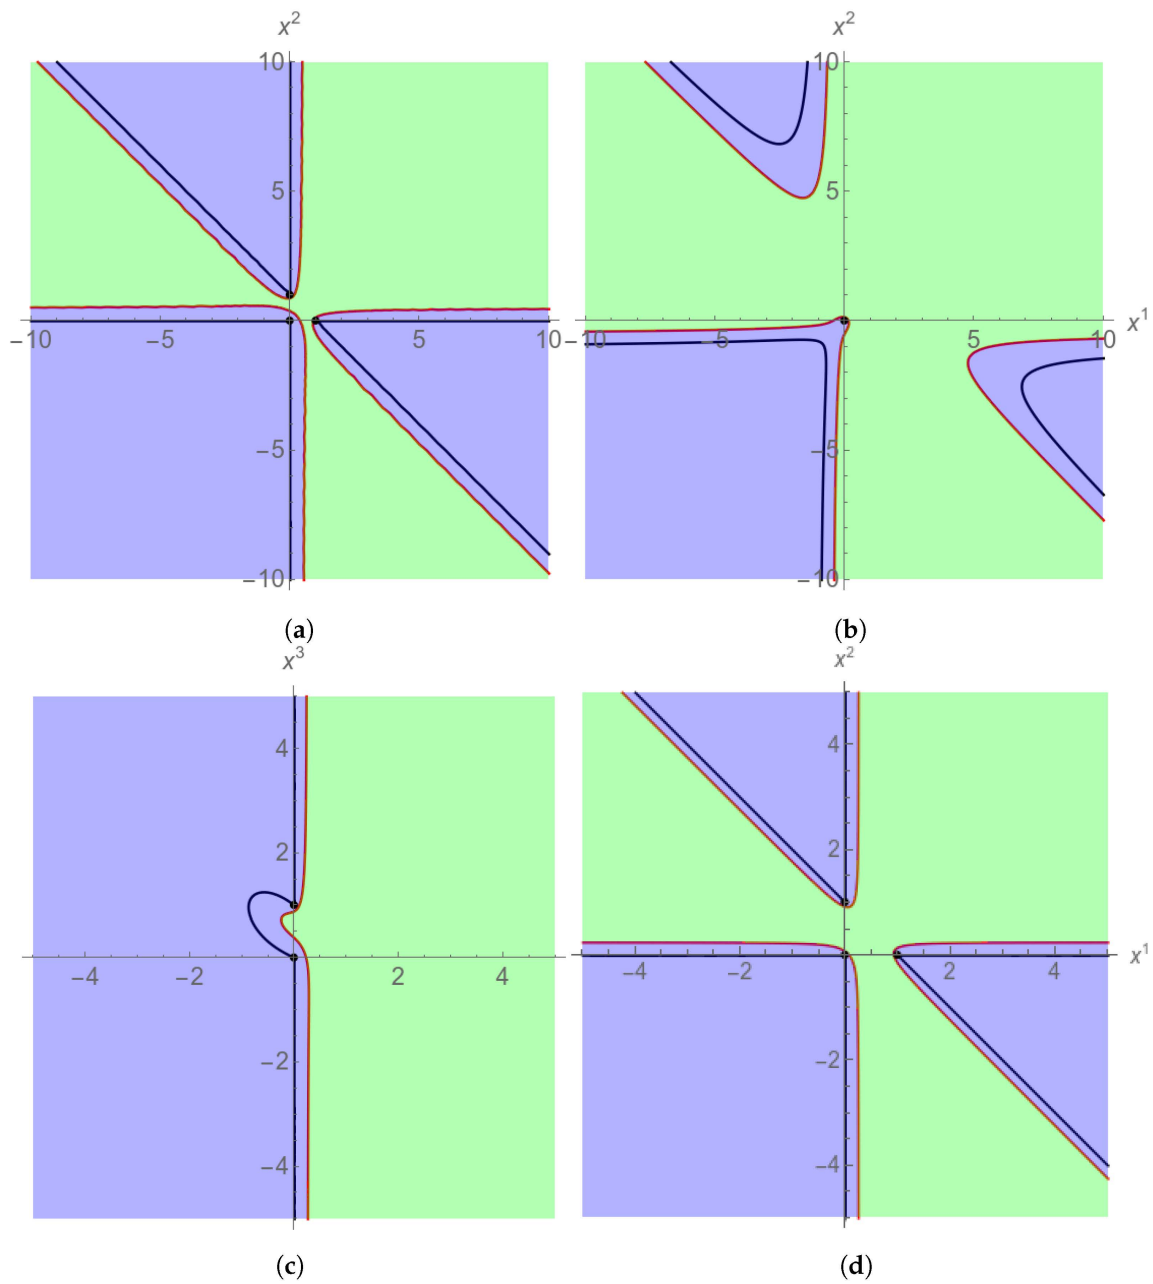 x² x²
10 10
5 5
−10 −5 5 10 −10 −5 5 10 x¹
−5 −5
−10 −10
(a) (b)
x³ x²
4 4
2 2
−4 −2 2 4 −4 −2 2 4 x¹
−2 −2
−4 −4
(c) (d)